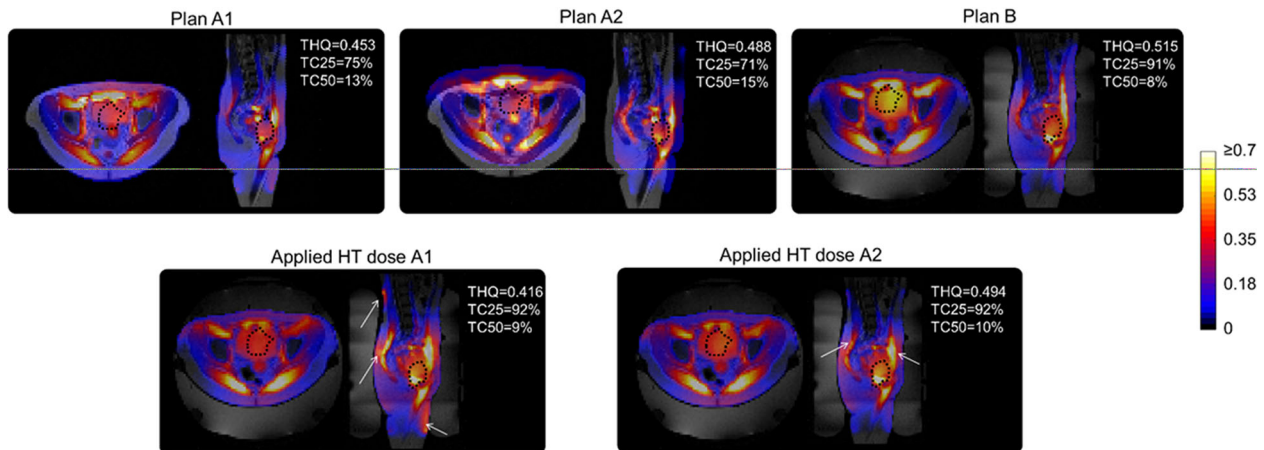 Plan A1
THQ=0.453
TC25=75%
TC50=13%
Plan A2
THQ=0.488
TC25=71%
TC50=15%
Plan B
THQ=0.515
TC25=91%
TC50=8%
≥0.7
0.53
0.35
0.18
0
Applied HT dose A1
THQ=0.416
TC25=92%
TC50=9%
Applied HT dose A2
THQ=0.494
TC25=92%
TC50=10%